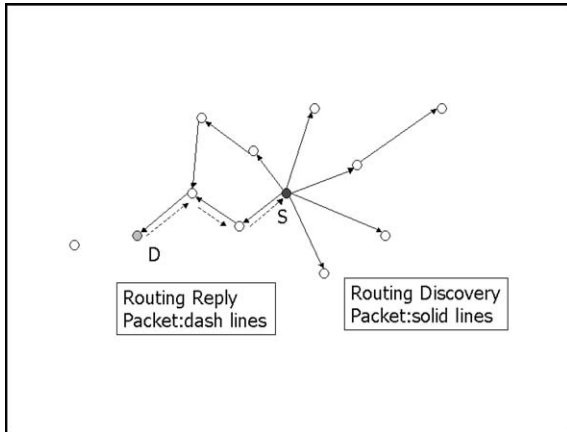 S
D
Routing Reply
Packet:dash lines
Routing Discovery
Packet:solid lines